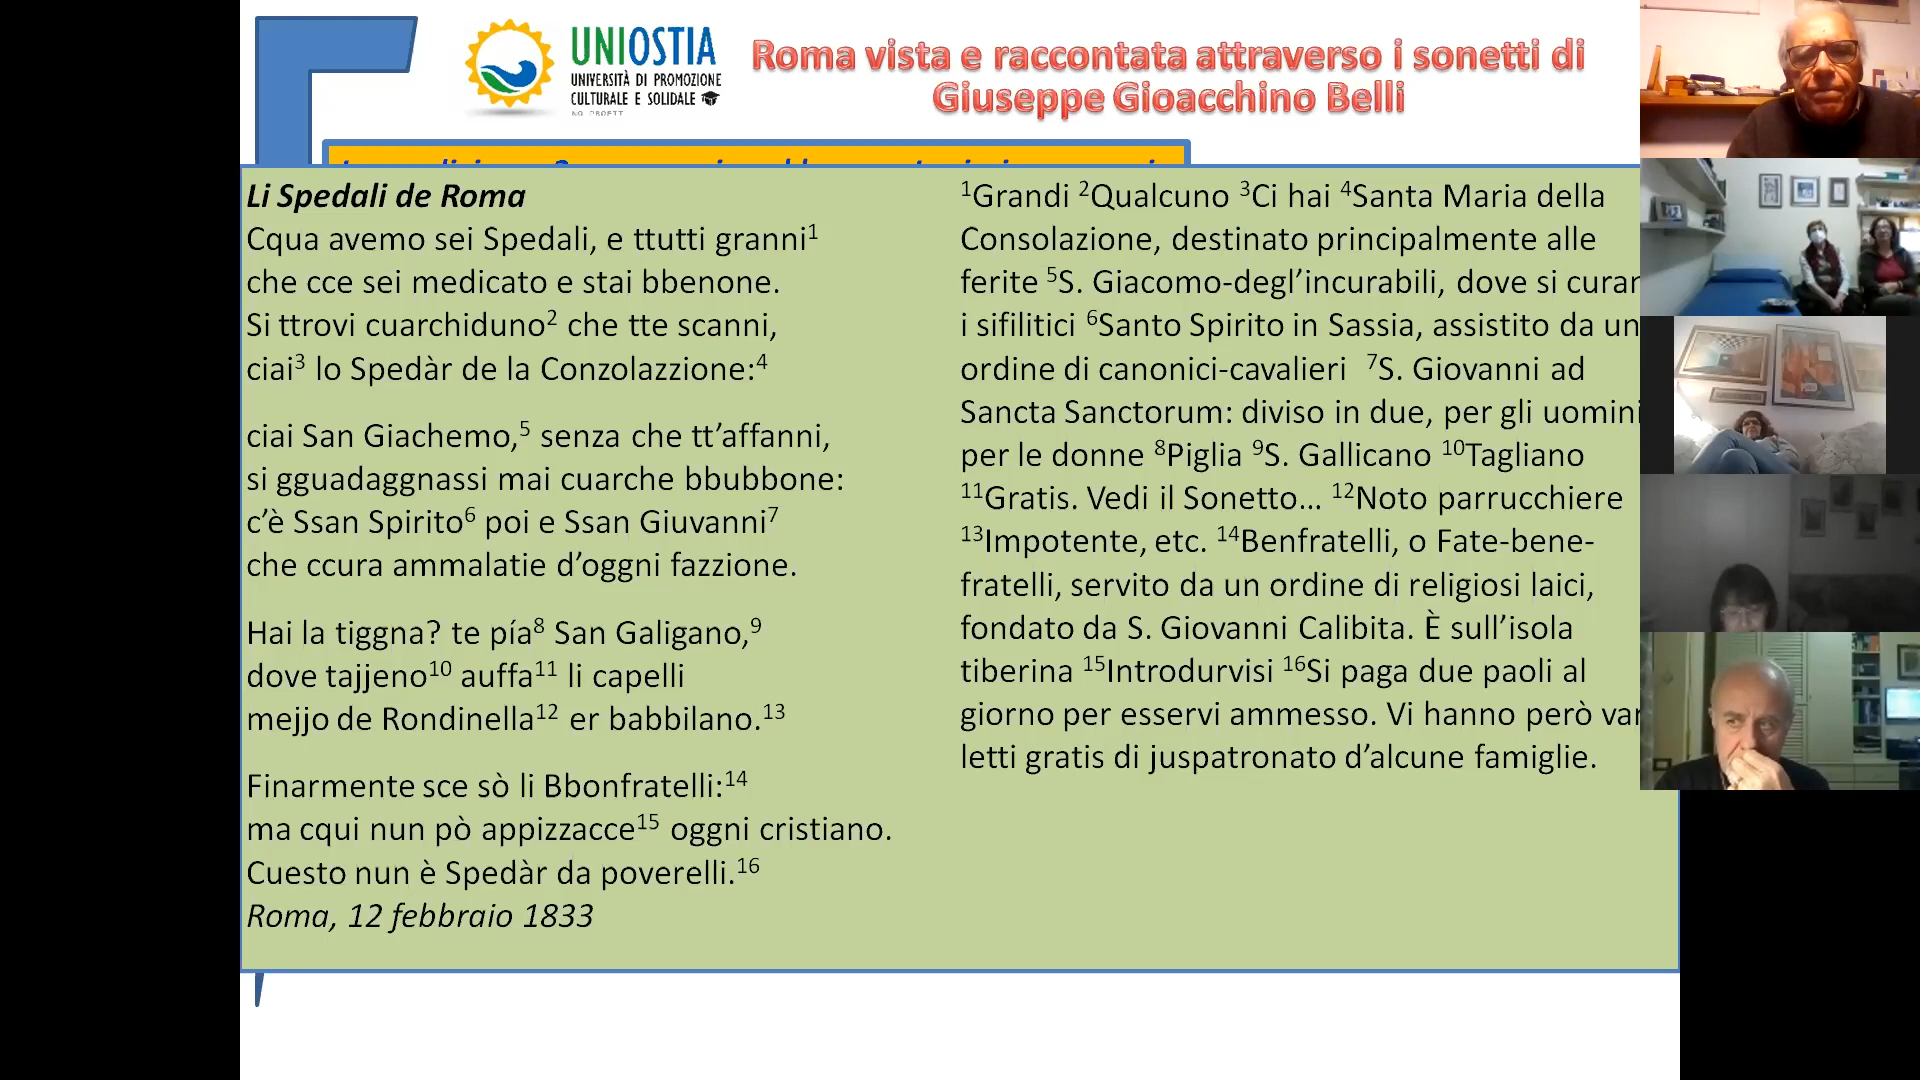 UNIOSTIA
UNIVERSITÀ DI PROMOZIONE
CULTURALE E SOLIDALE
Roma vista e raccontata attraverso i sonetti di
Giuseppe Gioacchino Belli
Li Spedali de Roma
Cqua avemo sei Spedali, e ttutti granni¹
che cce sei medicato e stai bbenone.
Si ttrovi cuarchiduno² che tte scanni,
ciai³ lo Spedàr de la Conzolazzione:⁴
ciai San Giachemo,⁵ senza che tt’affanni,
si gguadaggnassi mai cuarche bbubbone:
c’è Ssan Spirito⁶ poi e Ssan Giuvanni⁷
che ccura ammalatie d’oggni fazzione.
Hai la tiggna? te pía⁸ San Galigano,⁹
dove tajjeno¹⁰ auffa¹¹ li capelli
mejjo de Rondinella¹² er babbilano.¹³
Finarmente sce sò li Bbonfratelli:¹⁴
ma cqui nun pò appizzacce¹⁵ oggni cristiano.
Cuesto nun è Spedàr da poverelli.¹⁶
Roma, 12 febbraio 1833
¹Grandi ²Qualcuno ³Ci hai ⁴Santa Maria della
Consolazione, destinato principalmente alle
ferite ⁵S. Giacomo-degl’incurabili, dove si curan
i sifilitici ⁶Santo Spirito in Sassia, assistito da un
ordine di canonici-cavalieri ⁷S. Giovanni ad
Sancta Sanctorum: diviso in due, per gli uomini
per le donne ⁸Piglia ⁹S. Gallicano ¹⁰Tagliano
¹¹Gratis. Vedi il Sonetto… ¹²Noto parrucchiere
¹³Impotente, etc. ¹⁴Benfratelli, o Fate-bene-
fratelli, servito da un ordine di religiosi laici,
fondato da S. Giovanni Calibita. È sull’isola
tiberina ¹⁵Introdurvisi ¹⁶Si paga due paoli al
giorno per esservi ammesso. Vi hanno però
letti gratis di juspatronato d’alcune famiglie.